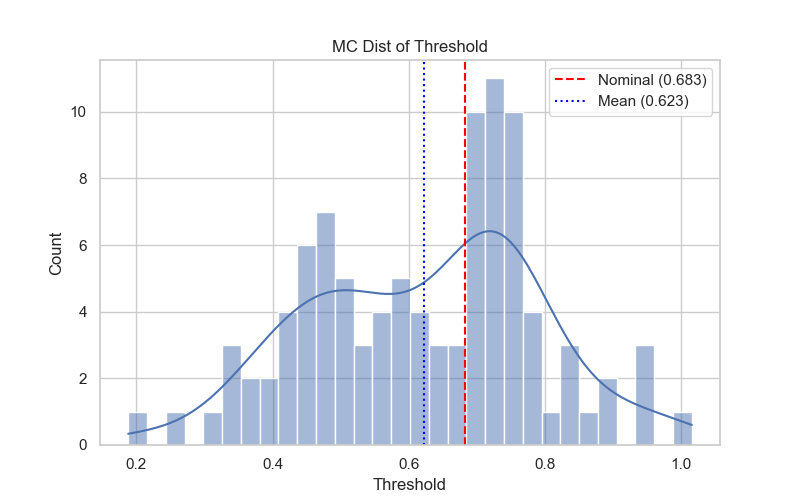 MC Dist of Threshold
Nominal (0.683)
Mean (0.623)
Count
10
8
6
4
2
0
0.2 0.4 0.6 0.8 1.0
Threshold